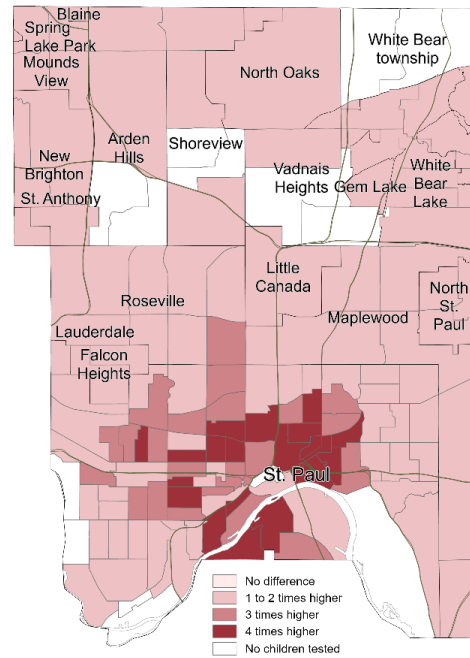 Blaine
Spring
Lake Park
Mounds
View
White Bear
township
North Oaks
Arden
Hills
Shoreview
New
Brighton
St. Anthony
Vadnais
Heights
Gem Lake
White
Bear
Lake
Little
Canada
Roseville
North
St.
Paul
Maplewood
Lauderdale
Falcon
Heights
St. Paul
No difference
1 to 2 times higher
3 times higher
4 times higher
No children tested